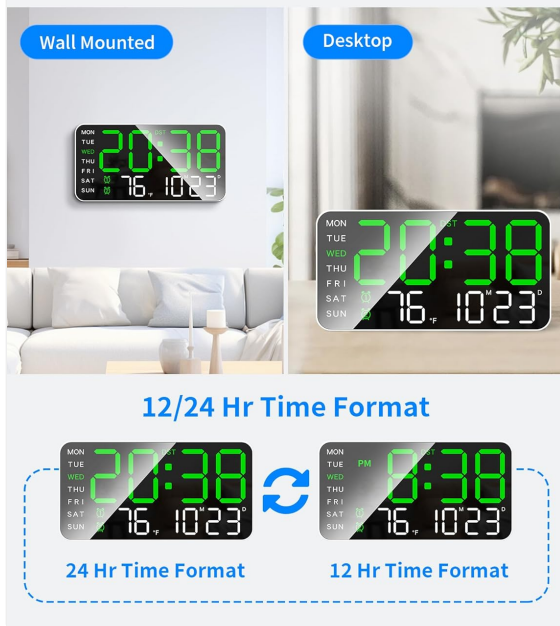 Wall Mounted
Desktop
MON
TUE
WED
THU
FRI
SAT
SUN
DST
20:38
76 °F 10 23 D
MON
TUE
WED
THU
FRI
SAT
SUN
DST
20:38
76 °F 10 M 23 D
12/24 Hr Time Format
MON
TUE
WED
THU
FRI
SAT
SUN
DST
20:38
76 °F 10 M 23 D
MON
TUE
WED
THU
FRI
SAT
SUN
PM
DST
8:38
76 °F 10 M 23 D
24 Hr Time Format
12 Hr Time Format